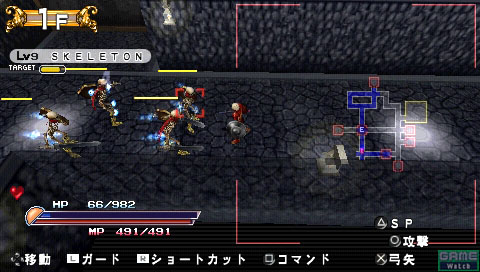 1F
Lv9 SKELETON
TARGET
HP 66/982
MP 491/491
E
△SP
○攻撃
移動 Lガード Rショートカット □コマンド ×弓矢
GAME Watch